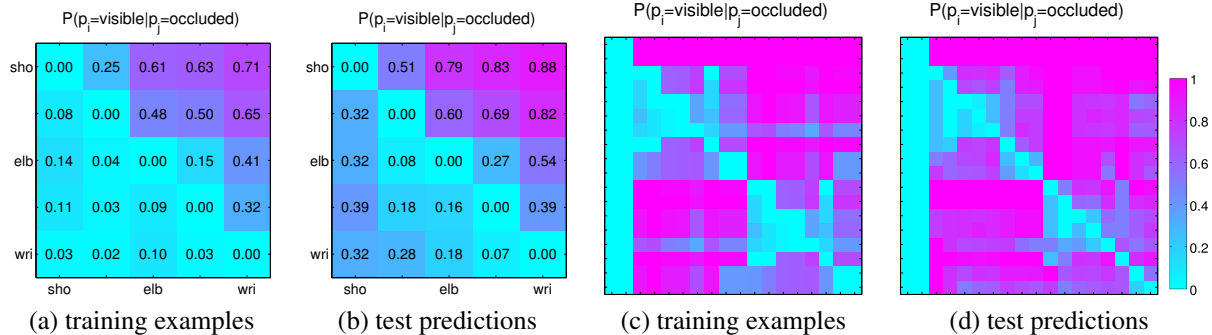 P(p_i=visible|p_j=occluded) P(p_i=visible|p_j=occluded) P(p_i=visible|p_j=occluded) P(p_i=visible|p_j=occluded)
sho 0.00 0.25 0.61 0.63 0.71
0.08 0.00 0.48 0.50 0.65
elb 0.14 0.04 0.00 0.15 0.41
0.11 0.03 0.09 0.00 0.32
wri 0.03 0.02 0.10 0.03 0.00
sho elb wri
(a) training examples
sho 0.00 0.51 0.79 0.83 0.88
0.32 0.00 0.60 0.69 0.82
elb 0.32 0.08 0.00 0.27 0.54
0.39 0.18 0.16 0.00 0.39
wri 0.32 0.28 0.18 0.07 0.00
sho elb wri
(b) test predictions
(c) training examples
(d) test predictions
1
0.8
0.6
0.4
0.2
0